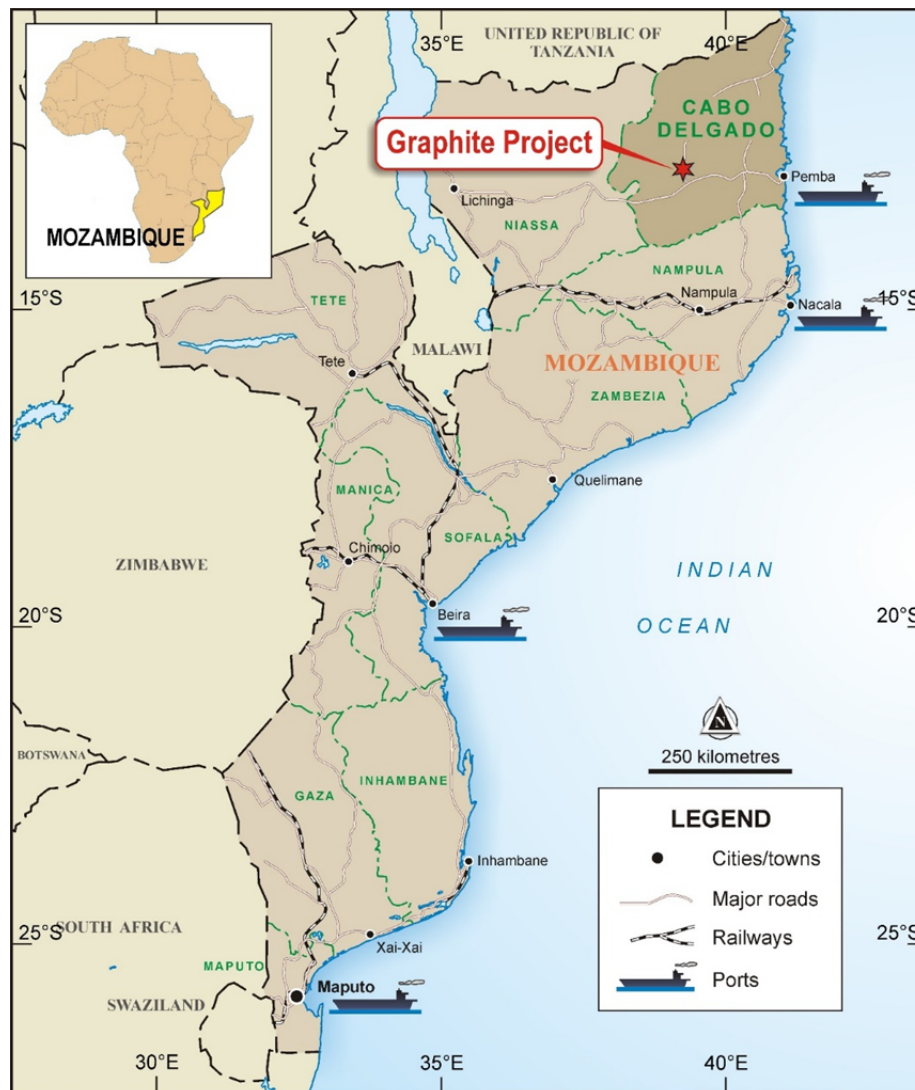 35°E
UNITED REPUBLIC OF
TANZANIA
40°E
CABO
DELGADO
Graphite Project
Pemba
Lichinga
NIASSA
MOZAMBIQUE
NAMPULA
15°S
TETE
Nampula
Nacala
15°S
MALAWI
MOZAMBIQUE
Tete
ZAMBEZIA
Quelimane
MANICA
SOFALA
Chimoio
ZIMBABWE
INDIAN
OCEAN
20°S
Beira
20°S
N
250 kilometres
BOTSWANA
GAZA
INHAMBANE
LEGEND
Cities/towns
Major roads
Railways
Ports
Inhambane
SOUTH AFRICA
25°S
Xai-Xai
25°S
MAPUTO
Maputo
SWAZILAND
30°E
35°E
40°E